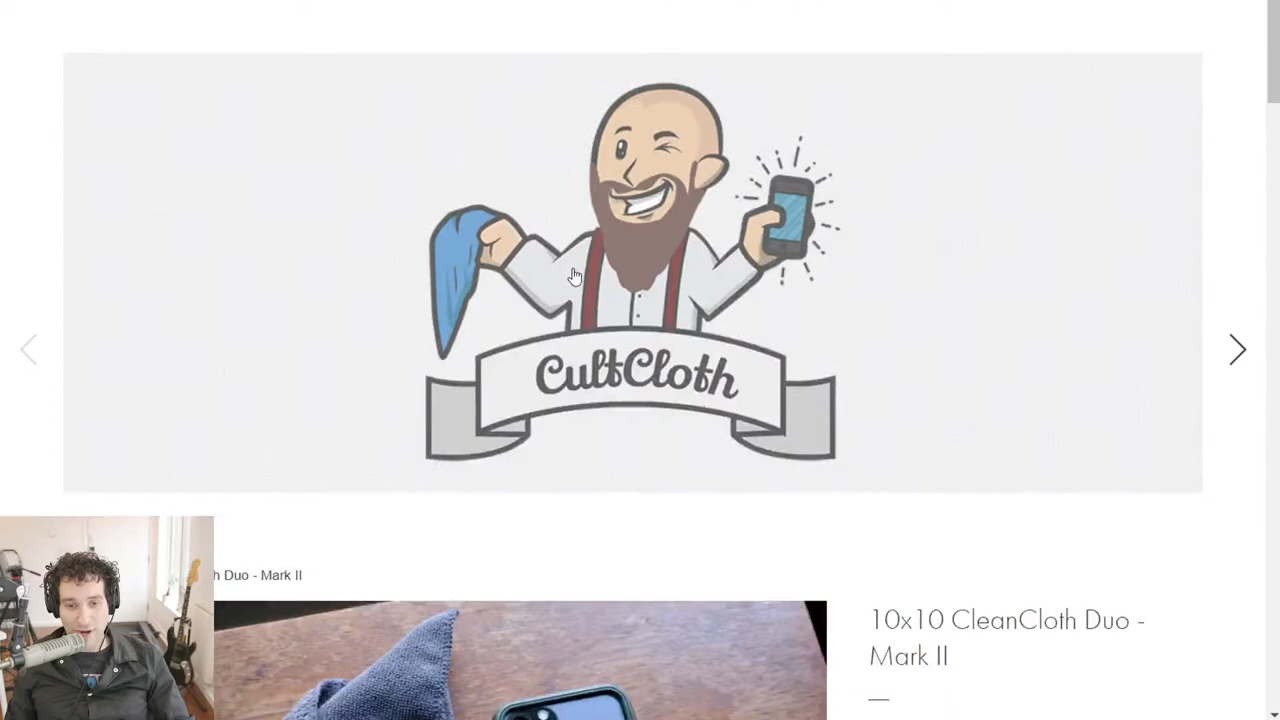 CultCloth
h Duo - Mark II
10x10 CleanCloth Duo -
Mark II